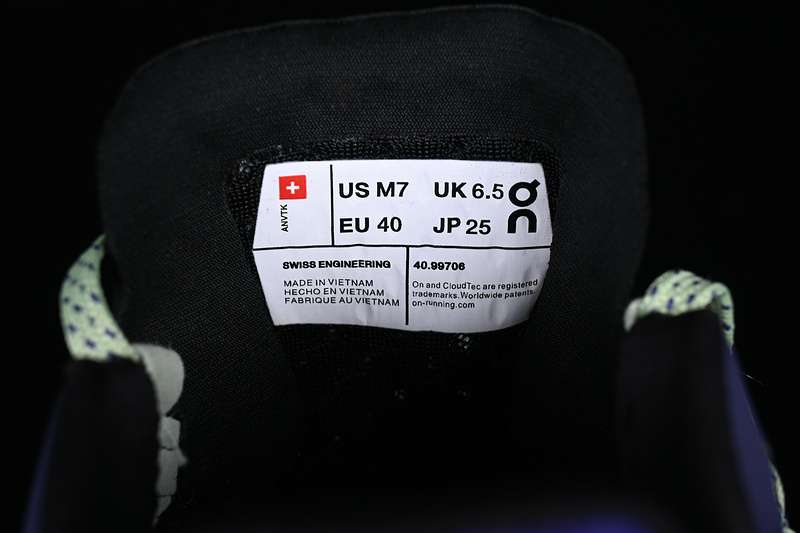 US M7 UK 6.5
EU 40 JP 25
ANVTK
on
SWISS ENGINEERING
MADE IN VIETNAM
HECHO EN VIETNAM
FABRIQUE AU VIETNAM
40.99706
On and CloudTec are registered
trademarks. Worldwide patents.
on-running.com